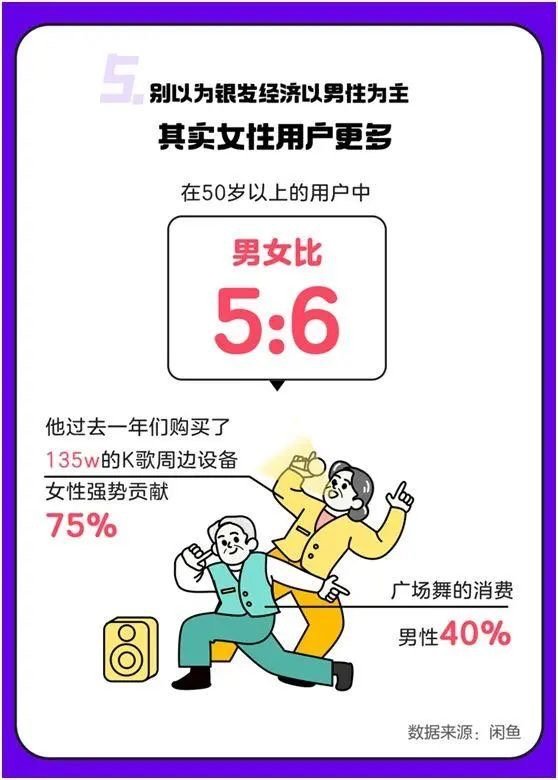 5.
别以为银发经济以男性为主
其实女性用户更多
在50岁以上的用户中
男女比
5:6
他过去一年们购买了
135w的K歌周边设备
女性强势贡献
75%
广场舞的消费
男性40%
数据来源：闲鱼